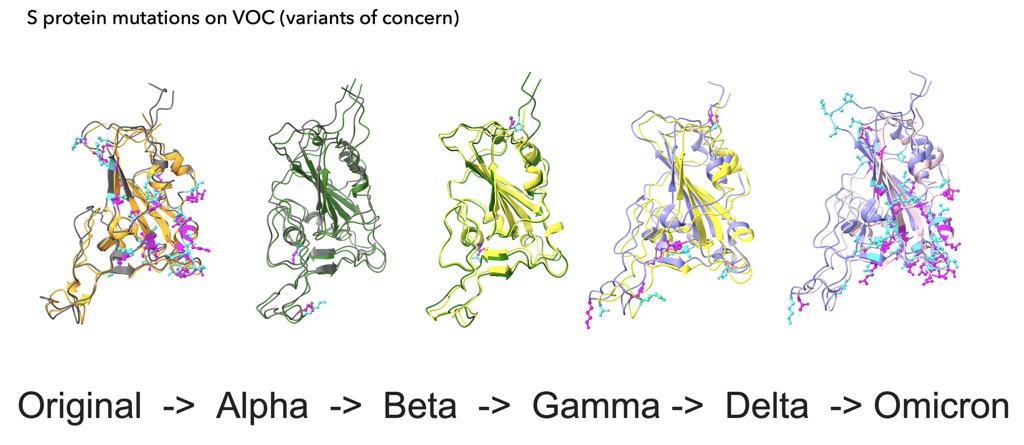 S protein mutations on VOC (variants of concern)
Original -> Alpha -> Beta -> Gamma -> Delta -> Omicron